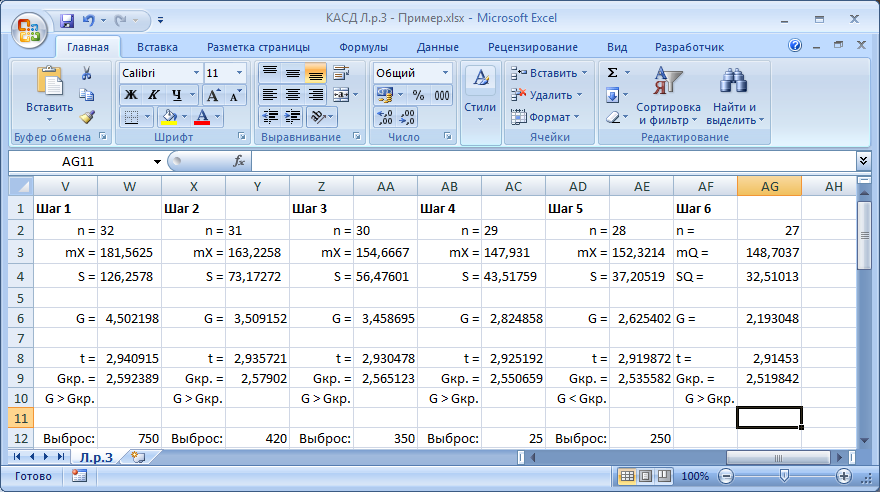 КАСД Л.р.3 - Пример.xlsx - Microsoft Excel
Главная Вставка Разметка страницы Формулы Данные Рецензирование Вид Разработчик
Calibri 11 Общий Вставить Σ
Вставить Ж К Ч A A % 000 Стили Удалить Сортировка и фильтр Найти и выделить
Формат
Буфер обмена Шрифт Выравнивание Число Ячейки Редактирование
AG11 fx
V W X Y Z AA AB AC AD AE AF AG AH
1 Шаг 1 Шаг 2 Шаг 3 Шаг 4 Шаг 5 Шаг 6
2 n = 32 n = 31 n = 30 n = 29 n = 28 n = 27
3 mX = 181,5625 mX = 163,2258 mX = 154,6667 mX = 147,931 mX = 152,3214 mQ = 148,7037
4 S = 126,2578 S = 73,17272 S = 56,47601 S = 43,51759 S = 37,20519 SQ = 32,51013
5
6 G = 4,502198 G = 3,509152 G = 3,458695 G = 2,824858 G = 2,625402 G = 2,193048
7
8 t = 2,940915 t = 2,935721 t = 2,930478 t = 2,925192 t = 2,919872 t = 2,91453
9 Gкр. = 2,592389 Gкр. = 2,57902 Gкр. = 2,565123 Gкр. = 2,550659 Gкр. = 2,535582 Gкр. = 2,519842
10 G > Gкр. G > Gкр. G > Gкр. G > Gкр. G < Gкр. G > Gкр.
11
12 Выброс: 750 Выброс: 420 Выброс: 350 Выброс: 25 Выброс: 250
Л.р.3
Готово 100%